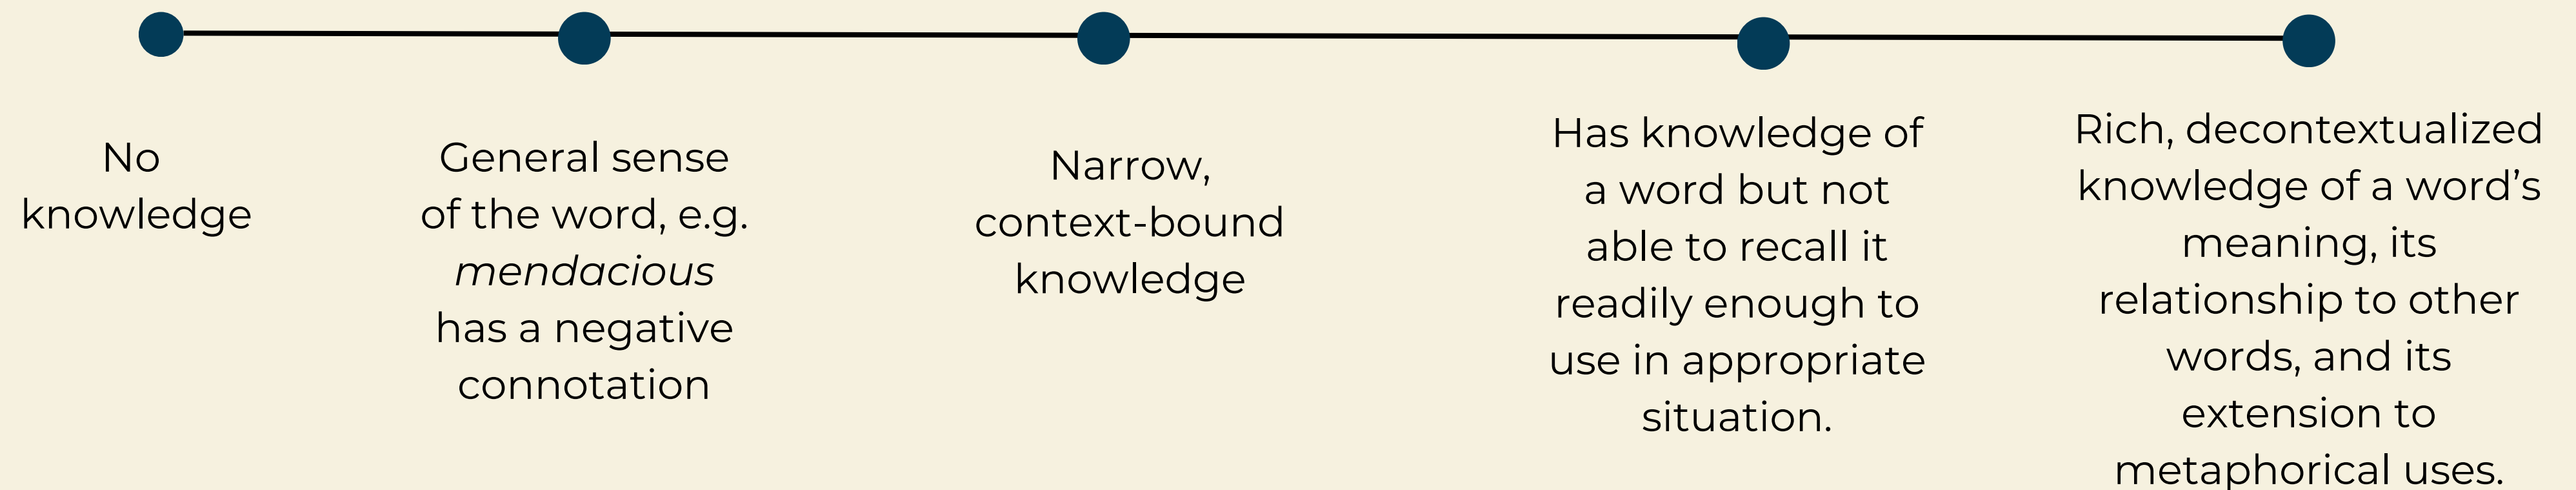 No
knowledge
General sense
of the word, e.g.
mendacious
has a negative
connotation
Narrow,
context-bound
knowledge
Has knowledge of
a word but not
able to recall it
readily enough to
use in appropriate
situation.
Rich, decontextualized
knowledge of a word’s
meaning, its
relationship to other
words, and its
extension to
metaphorical uses.